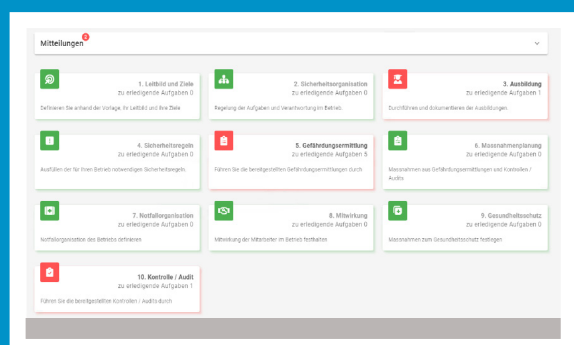 Mitteilungen
2
1. Leitbild und Ziele
zu erledigende Aufgaben 0
Definieren Sie anhand der Vorlage, Ihr Leitbild und ihre Ziele
2. Sicherheitsorganisation
zu erledigende Aufgaben 0
Regelung der Aufgaben und Verantwortung im Betrieb.
3. Ausbildung
zu erledigende Aufgaben 1
Durchführen und dokumentieren der Ausbildungen
4. Sicherheitsregeln
zu erledigende Aufgaben 0
Ausfüllen der für Ihren Betrieb notwendigen Sicherheitsregeln.
5. Gefährdungsermittlung
zu erledigende Aufgaben 5
Führen Sie die bereitgestellten Gefährdungsermittlungen durch
6. Massnahmenplanung
zu erledigende Aufgaben 0
Massnahmen aus Gefährdungsermittlungen und Kontrollen /
Audits
7. Notfallorganisation
zu erledigende Aufgaben 0
Notfallorganisation des Betriebs definieren
8. Mitwirkung
zu erledigende Aufgaben 0
Mitwirkung der Mitarbeiter im Betrieb festhalten
9. Gesundheitsschutz
zu erledigende Aufgaben 0
Massnahmen zum Gesundheitsschutz festlegen
10. Kontrolle / Audit
zu erledigende Aufgaben 1
Führen Sie die bereitgestellten Kontrollen / Audits durch